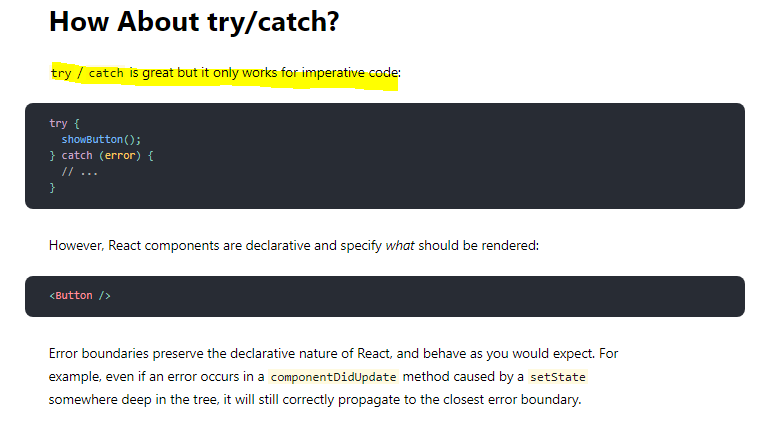 How About try/catch?
try / catch is great but it only works for imperative code:
try {
  showButton();
} catch (error) {
  // ...
}
However, React components are declarative and specify what should be rendered:
<Button />
Error boundaries preserve the declarative nature of React, and behave as you would expect. For
example, even if an error occurs in a componentDidUpdate method caused by a setState
somewhere deep in the tree, it will still correctly propagate to the closest error boundary.